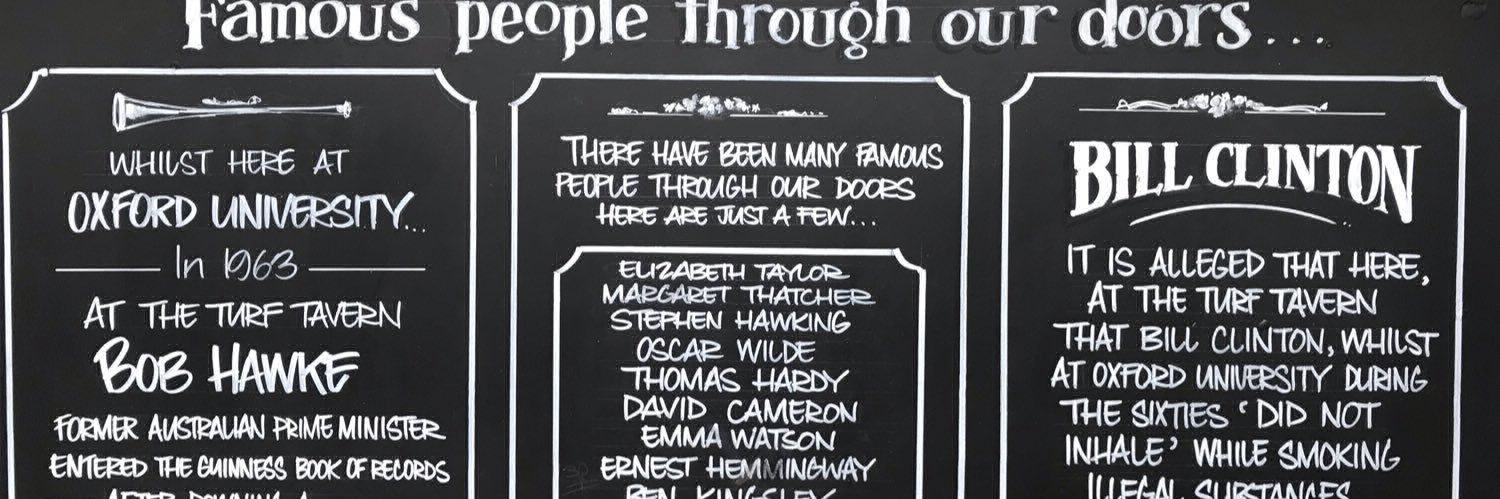 Famous people through our doors...
WHILST HERE AT
OXFORD UNIVERSITY...
In 1963
AT THE TURF TAVERN
BOB HAWKE
FORMER AUSTRALIAN PRIME MINISTER
ENTERED THE GUINNESS BOOK OF RECORDS
AFTER DOWNING A
THERE HAVE BEEN MANY FAMOUS
PEOPLE THROUGH OUR DOORS
HERE ARE JUST A FEW...
ELIZABETH TAYLOR
MARGARET THATCHER
STEPHEN HAWKING
OSCAR WILDE
THOMAS HARDY
DAVID CAMERON
EMMA WATSON
ERNEST HEMMINGWAY
BEN KINGSLEY
BILL CLINTON
IT IS ALLEGED THAT HERE,
AT THE TURF TAVERN
THAT BILL CLINTON, WHILST
AT OXFORD UNIVERSITY DURING
THE SIXTIES ‘DID NOT
INHALE’ WHILE SMOKING
ILLEGAL SUBSTANCES